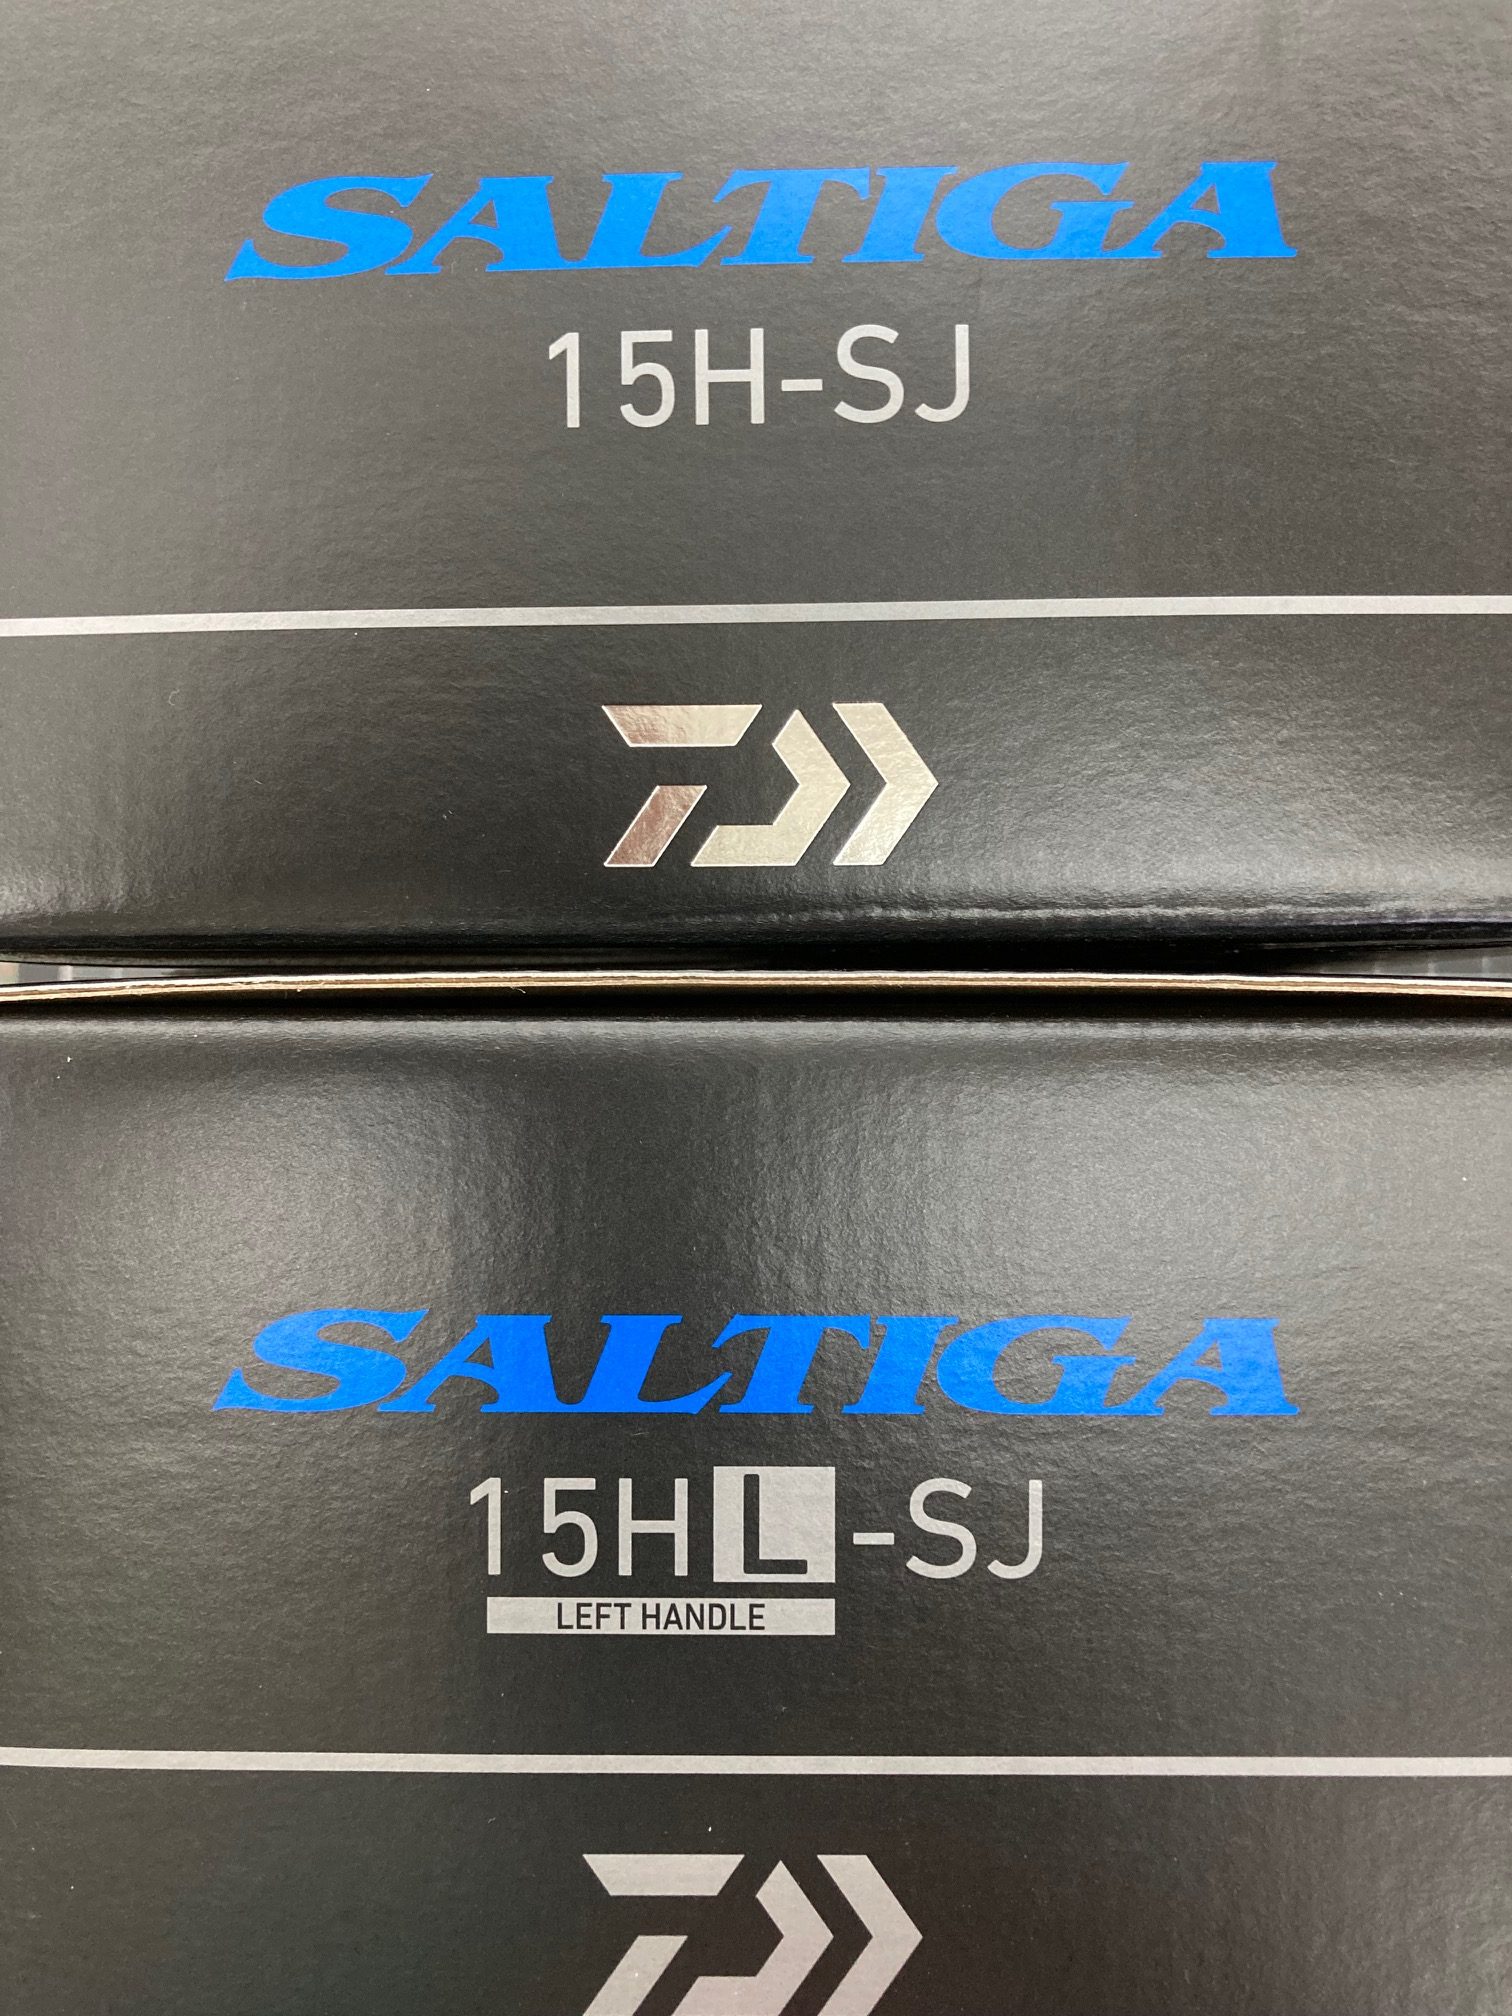 SALTIGA
15H-SJ
SALTIGA
15HL-SJ
LEFT HANDLE